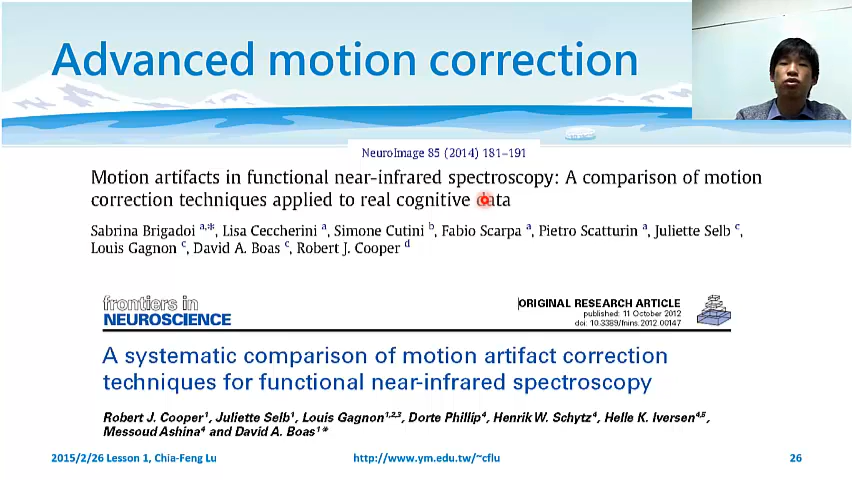 Advanced motion correction
NeuroImage 85 (2014) 181–191
Motion artifacts in functional near-infrared spectroscopy: A comparison of motion
correction techniques applied to real cognitive data
Sabrina Brigadoi a,*, Lisa Ceccherini a, Simone Cutini b, Fabio Scarpa a, Pietro Scatturin a, Juliette Selb c,
Louis Gagnon c, David A. Boas c, Robert J. Cooper d
frontiers in
NEUROSCIENCE
ORIGINAL RESEARCH ARTICLE
published: 11 October 2012
doi: 10.3389/fnins.2012.00147
A systematic comparison of motion artifact correction
techniques for functional near-infrared spectroscopy
Robert J. Cooper1, Juliette Selb1, Louis Gagnon1,2,3, Dorte Phillip4, Henrik W. Schytz4, Helle K. Iversen4,5,
Messoud Ashina4 and David A. Boas1*
2015/2/26 Lesson 1, Chia-Feng Lu
http://www.ym.edu.tw/~cflu
26